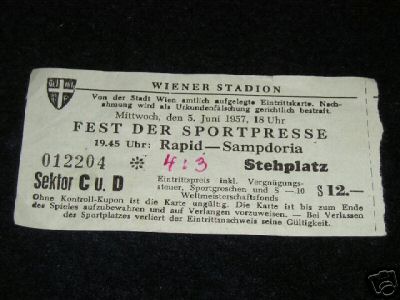 WIENER STADION
Von der Stadt Wien amtlich aufgelegte Eintrittskarte. Nach-
ahmung wird als Urkundenfälschung gerichtlich bestraft.
Mittwoch, den 5. Juni 1957, 18 Uhr
FEST DER SPORTPRESSE
19.45 Uhr: Rapid—Sampdoria
012204 * 4:3 Stehplatz
Sektor C u. D
Eintrittspreis inkl. Vergnügungs-
steuer, Sportgroschen und S —10
Weltmeisterschaftsfonds
S 12.—
Ohne Kontroll-Kupon ist die Karte ungültig. Die Karte ist bis zum Ende
des Spieles aufzubewahren und auf Verlangen vorzuweisen. — Bei Verlassen
des Sportplatzes verliert der Eintrittsnachweis seine Gültigkeit.